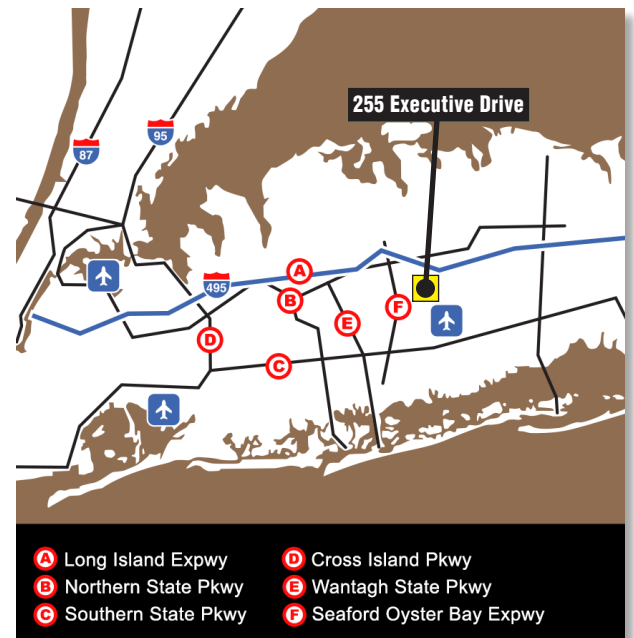 255 Executive Drive
95
87
495
A
B
F
E
D
C
A Long Island Expwy
B Northern State Pkwy
C Southern State Pkwy
D Cross Island Pkwy
E Wantagh State Pkwy
F Seaford Oyster Bay Expwy